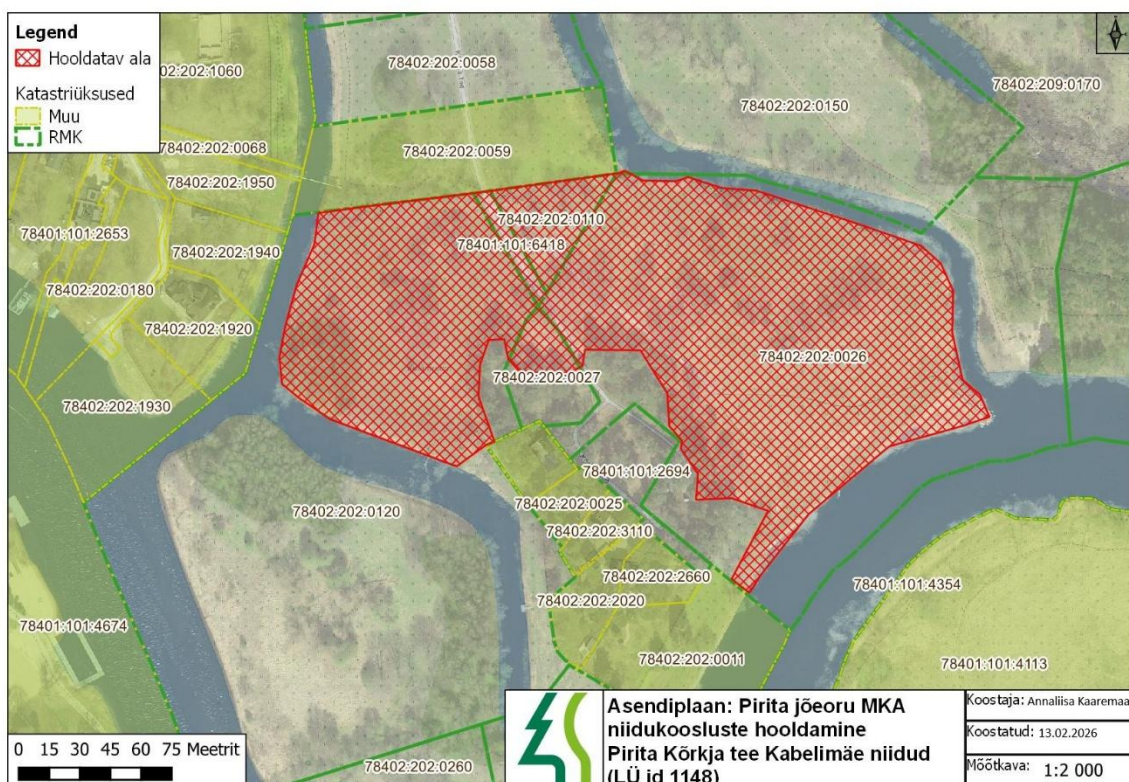 Legend
Hooldatav ala
Katastriüksused
Muu
RMK
02:202:1060
78402:202:0058
78402:202:0150
78402:209:0170
78402:202:0068
78402:202:0059
78402:202:1950
78401:101:2653
78402:202:1940
78402:202:0110
78401:101:6418
78402:202:0180
78402:202:1920
78402:202:0026
78402:202:0027
78402:202:1930
78401:101:2694
78402:202:0025
78402:202:0120
78402:202:3110
78402:202:2660
78401:101:4354
78402:202:2020
78401:101:4674
78402:202:0011
78401:101:4113
78402:202:0260
0 15 30 45 60 75 Meetrit
Asendiplaan: Pirita jõeoru MKA
niidukoosluste hooldamine
Pirita Kõrkja tee Kabelimäe niidud
(LÜ id 1148)
Koostaja: Annaliisa Kaaremaa
Koostatud: 13.02.2026
Mõõtkava: 1:2 000